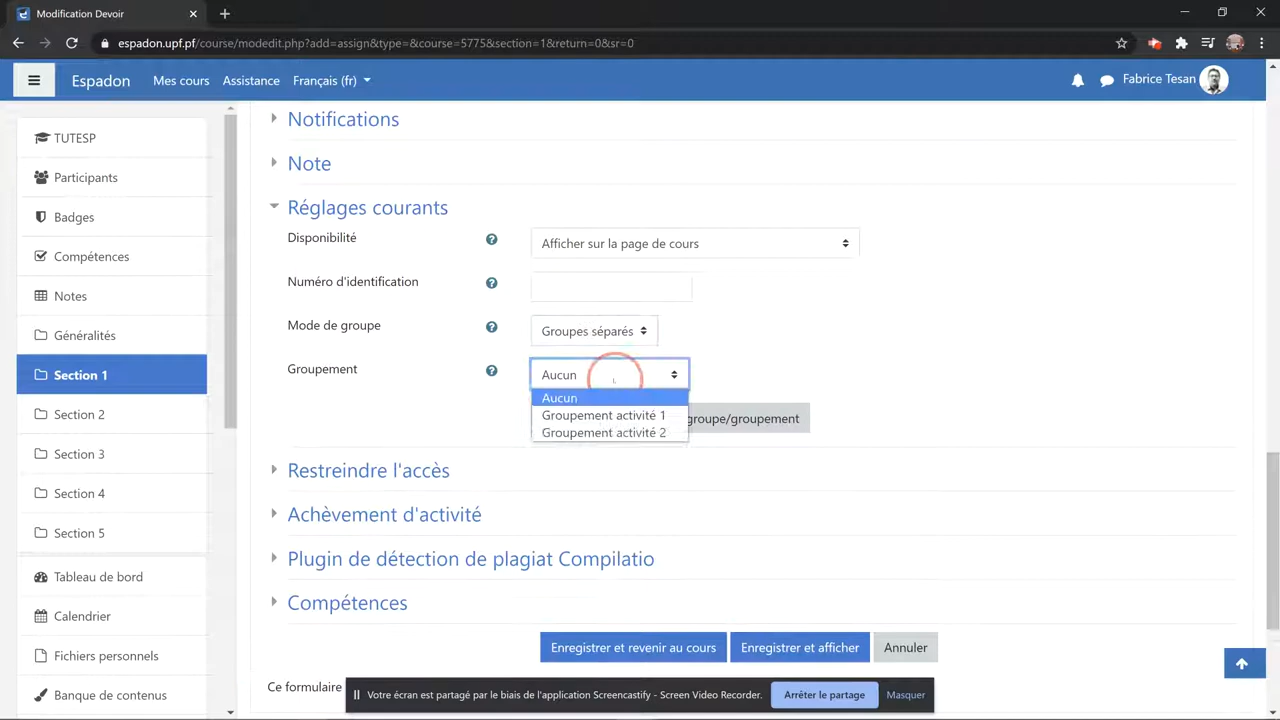 Modification Devoir
espadon.upf.pf/course/modedit.php?add=assign&type=&course=5775&section=1&return=0&sr=0
Espadon
Mes cours
Assistance
Français (fr)
Fabrice Tesan
TUTESP
Participants
Badges
Compétences
Notes
Généralités
Section 1
Section 2
Section 3
Section 4
Section 5
Tableau de bord
Calendrier
Fichiers personnels
Banque de contenus
Notifications
Note
Réglages courants
Disponibilité
Afficher sur la page de cours
Numéro d'identification
Mode de groupe
Groupes séparés
Groupement
Aucun
Aucun
Groupement activité 1
Groupement activité 2
groupe/groupement
Restreindre l'accès
Achèvement d'activité
Plugin de détection de plagiat Compilatio
Compétences
Enregistrer et revenir au cours
Enregistrer et afficher
Annuler
Ce formulaire
Votre écran est partagé par le biais de l'application Screencastify - Screen Video Recorder.
Arrêter le partage
Masquer